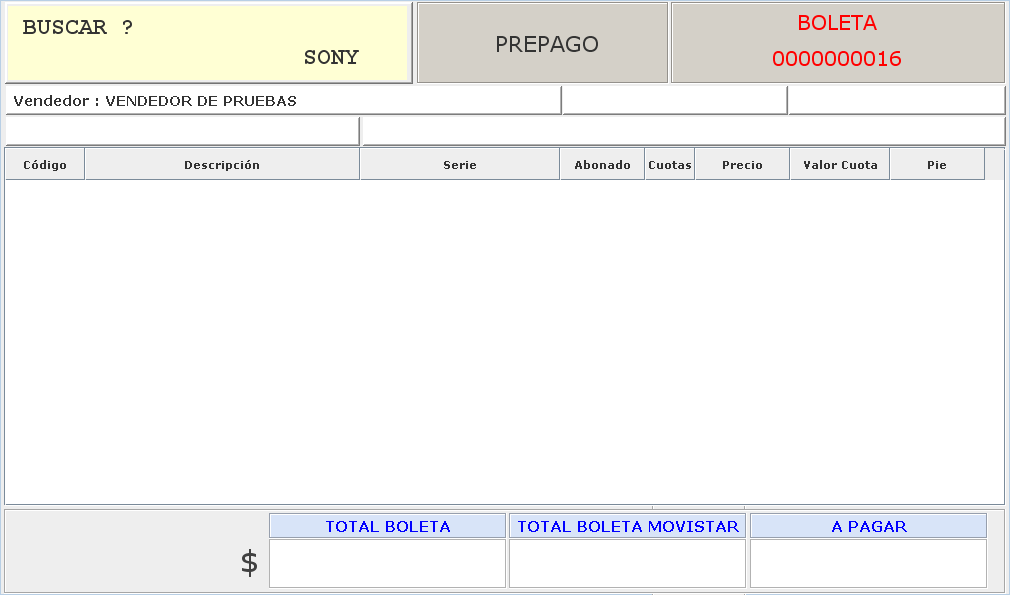 BUSCAR ?
SONY
PREPAGO
BOLETA
0000000016
Vendedor : VENDEDOR DE PRUEBAS
Código Descripción Serie Abonado Cuotas Precio Valor Cuota Pie
TOTAL BOLETA TOTAL BOLETA MOVISTAR A PAGAR
$